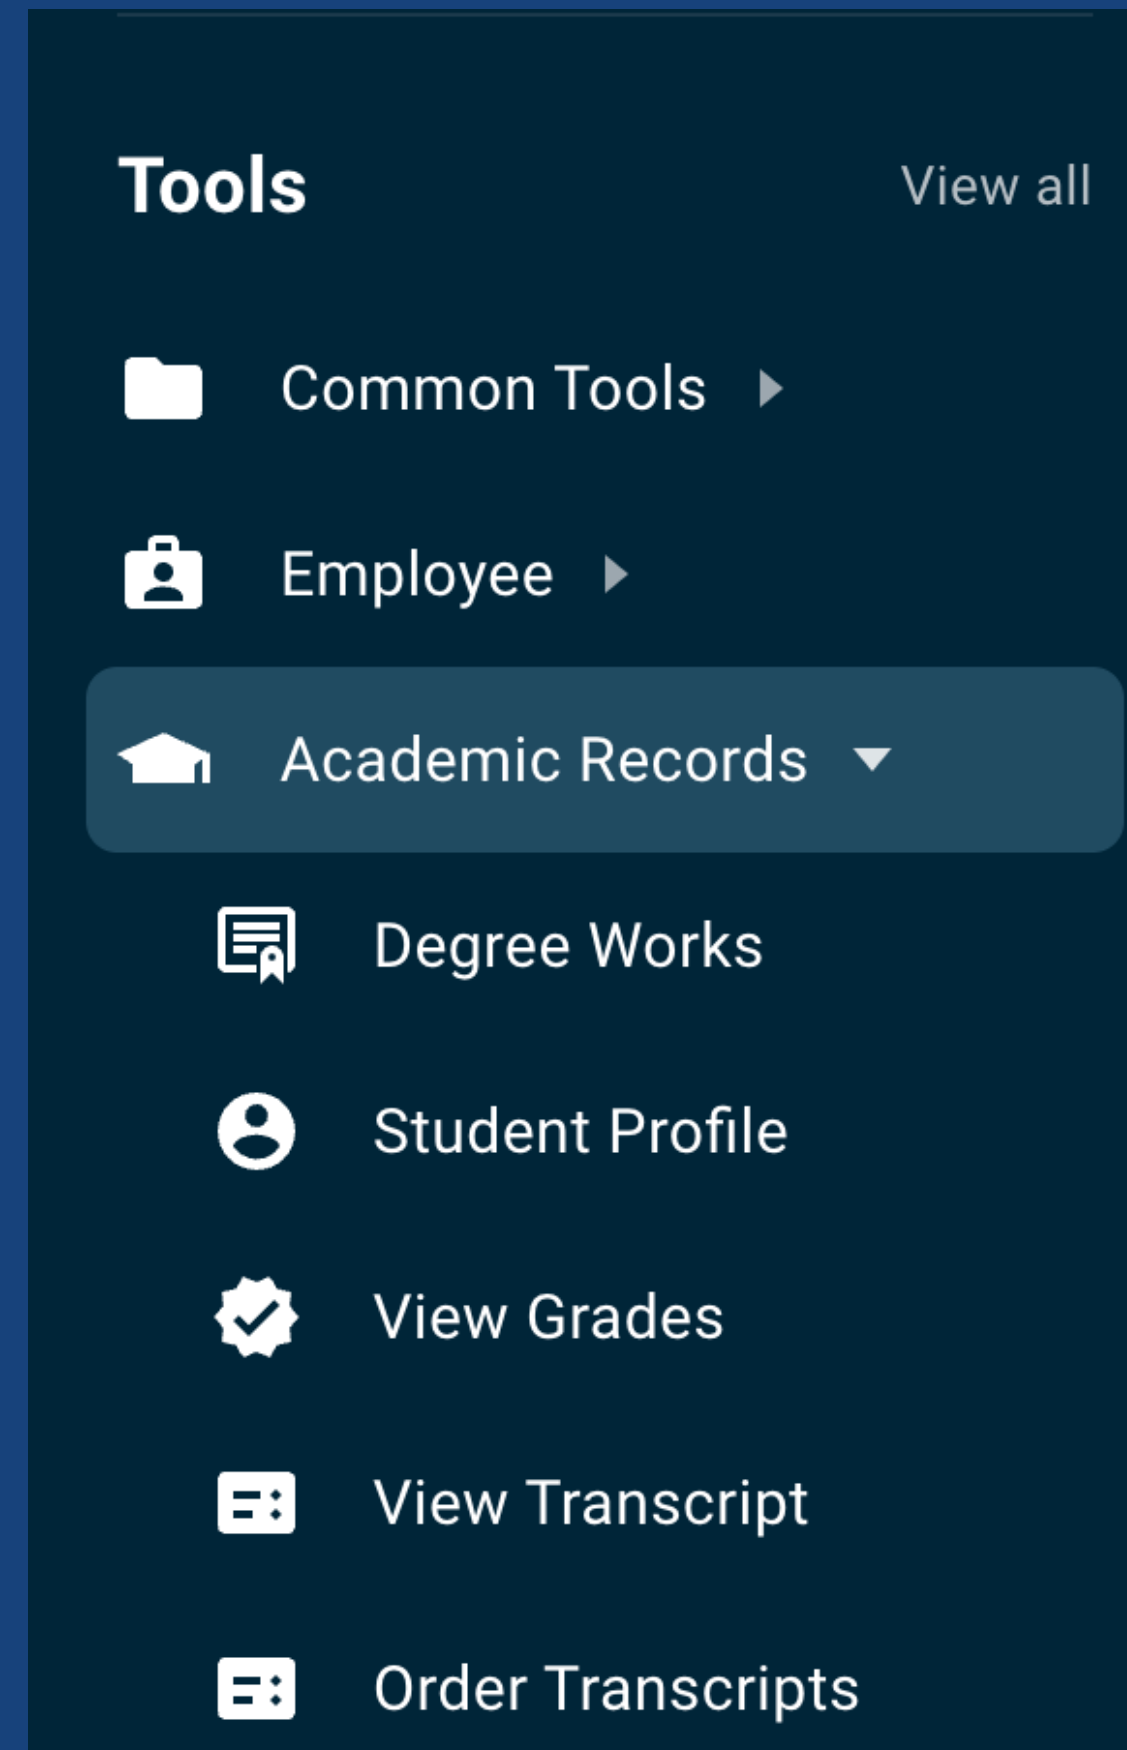 Tools
View all
Common Tools
Employee
Academic Records
Degree Works
Student Profile
View Grades
View Transcript
Order Transcripts